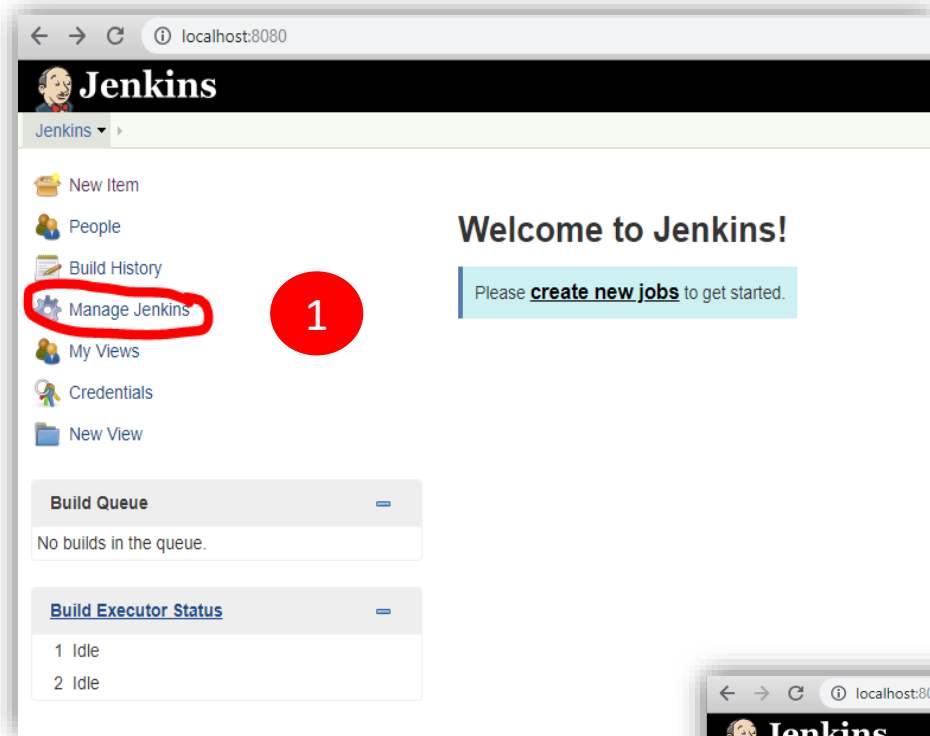 localhost:8080
Jenkins
Jenkins
New Item
People
Welcome to Jenkins!
Build History
Please create new jobs to get started.
Manage Jenkins
1
My Views
Credentials
New View
Build Queue
No builds in the queue.
Build Executor Status
1 Idle
2 Idle
localhost:80
Jenkins